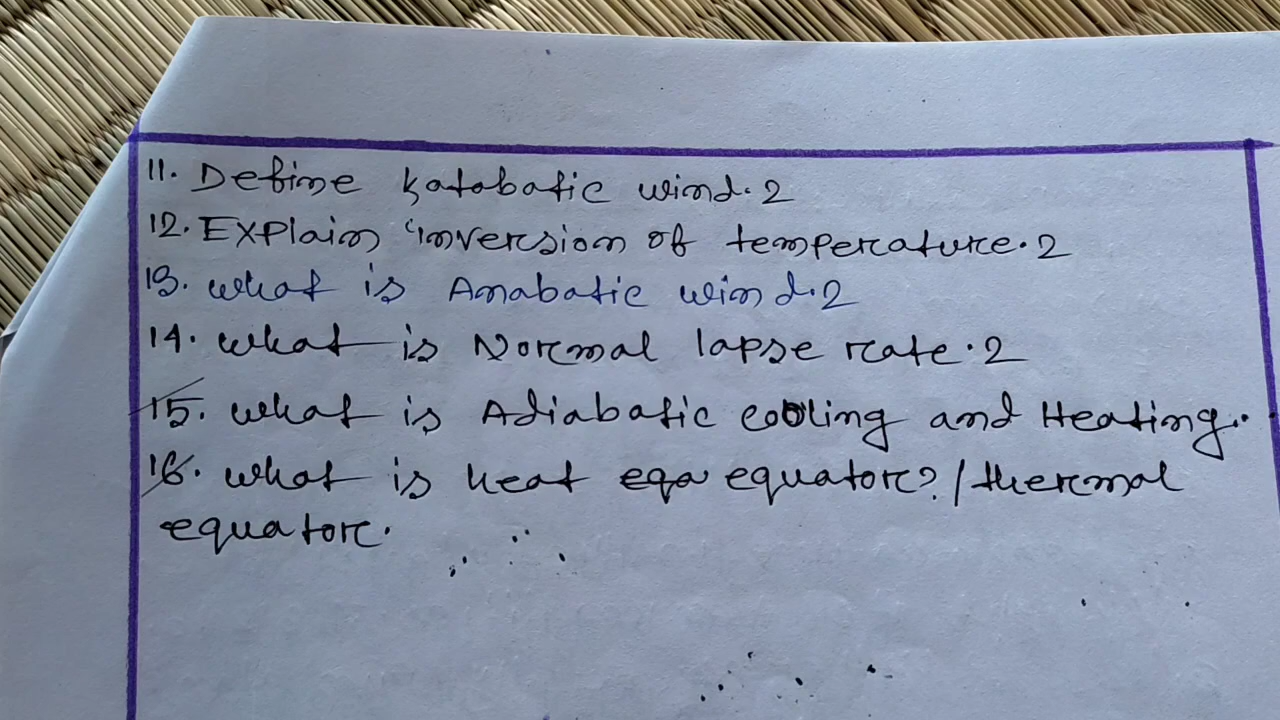 11. Define Katabatic wind. 2
12. Explain inversion of temperature. 2
13. what is Anabatic wind. 2
14. what is Normal lapse rate. 2
15. what is Adiabatic cooling and Heating.
16. what is heat eqa equator? / thermal
equator.